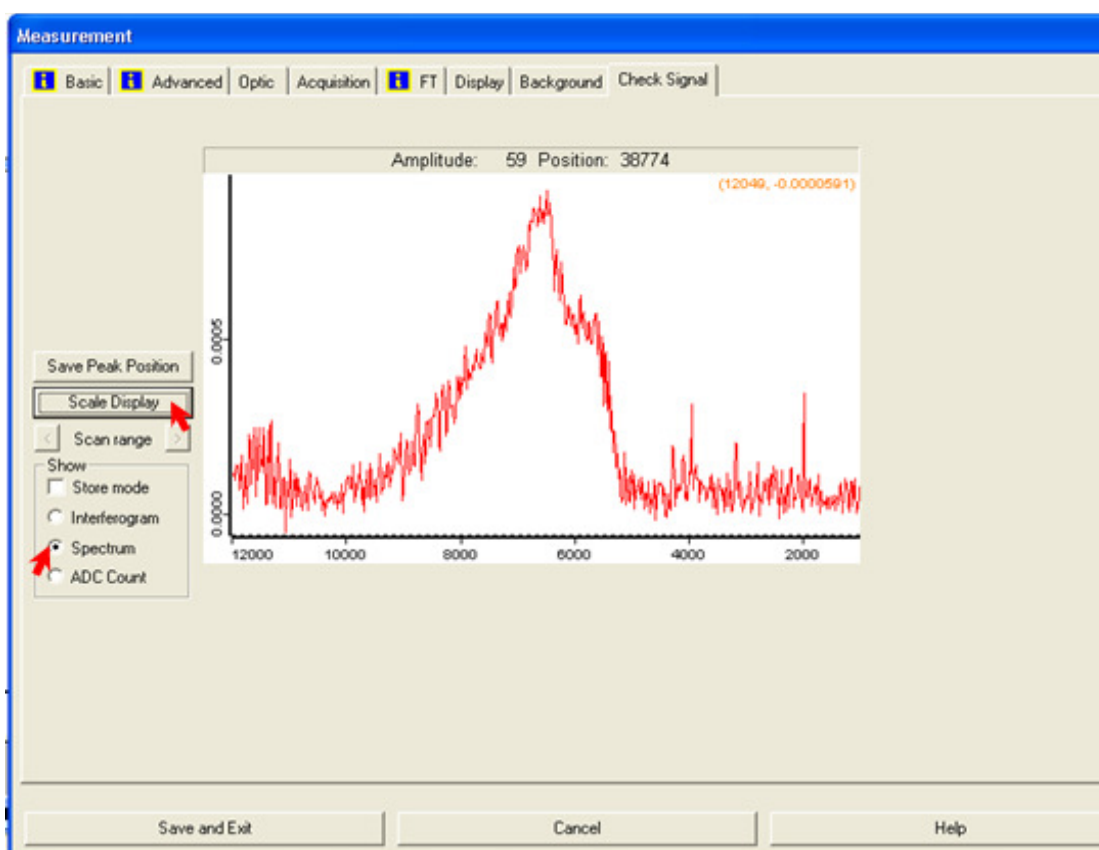 Measurement
Basic Advanced Optic Acquisition FT Display Background Check Signal
Amplitude: 59 Position: 38774
(12049, -0.0000591)
0.0005
0.0000
12000 10000 8000 6000 4000 2000
Save Peak Position
Scale Display
< Scan range >
Show
Store mode
Interferogram
Spectrum
ADC Count
Save and Exit Cancel Help